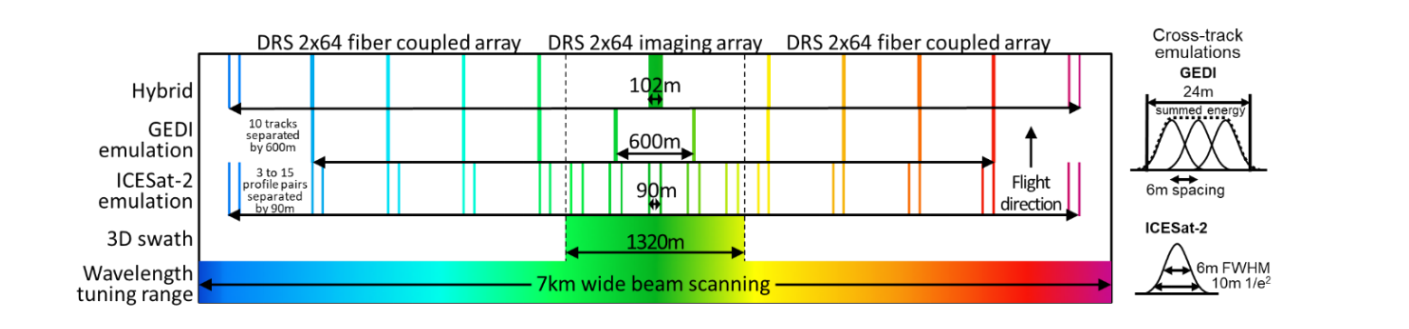 DRS 2x64 fiber coupled array
DRS 2x64 imaging array
DRS 2x64 fiber coupled array
Hybrid
102m
GEDI
emulation
10 tracks
separated
by 600m
600m
ICESat-2
emulation
3 to 15
profile pairs
separated
by 90m
90m
Flight
direction
3D swath
1320m
Wavelength
tuning range
7km wide beam scanning
Cross-track
emulations
GEDI
24m
summed energy
6m spacing
ICESat-2
6m FWHM
10m 1/e²